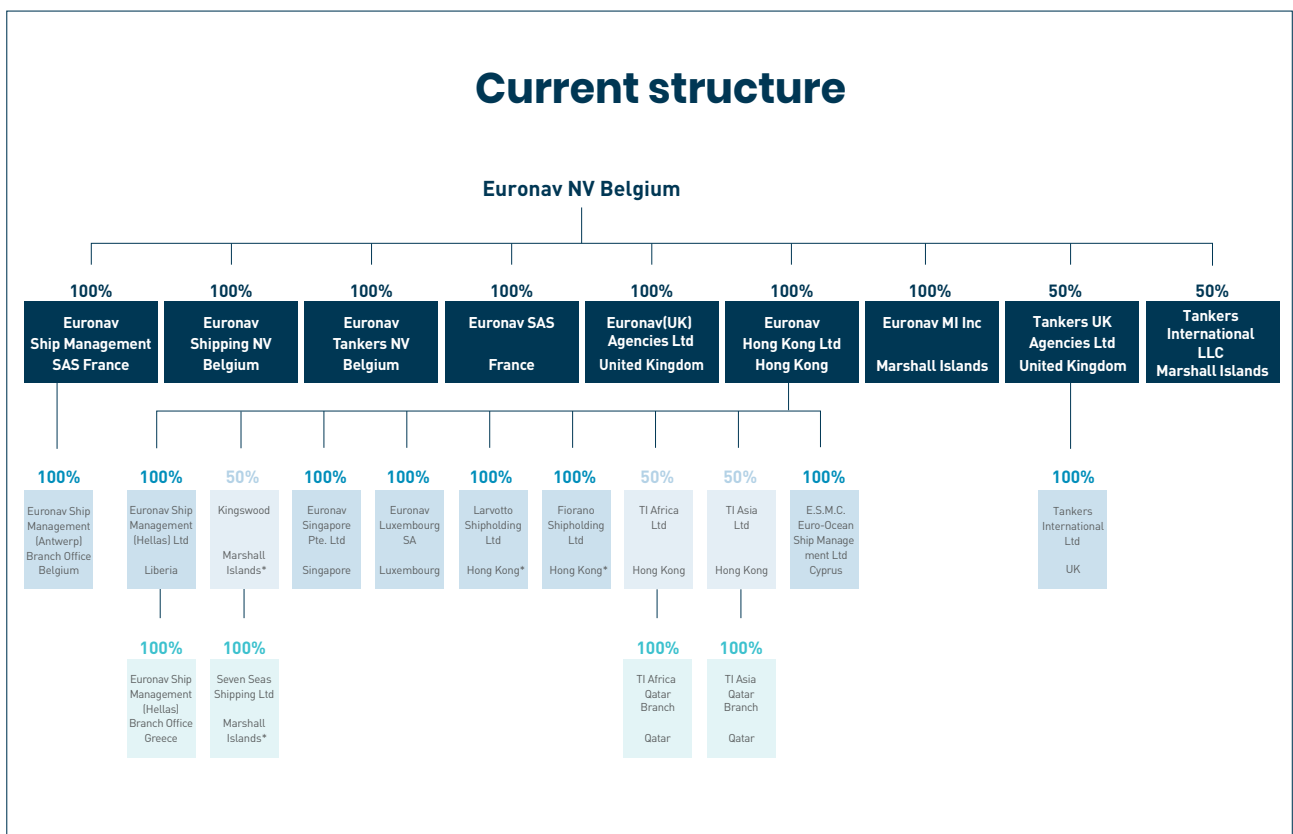 Current structure
Euronav NV Belgium
100%
100%
100%
100%
100%
100%
100%
50%
50%
Euronav
Ship Management
SAS France
Euronav
Shipping NV
Belgium
Euronav
Tankers NV
Belgium
Euronav SAS
France
Euronav(UK)
Agencies Ltd
United Kingdom
Euronav
Hong Kong Ltd
Hong Kong
Euronav MI Inc
Marshall Islands
Tankers UK
Agencies Ltd
United Kingdom
Tankers
International
LLC
Marshall Islands
100%
100%
50%
100%
100%
100%
100%
50%
50%
100%
100%
Euronav Ship
Management
(Antwerp)
Branch Office
Belgium
Euronav Ship
Management
(Hellas) Ltd
Liberia
Kingswood
Marshall
Islands*
Euronav
Singapore
Pte. Ltd
Singapore
Euronav
Luxembourg
SA
Luxembourg
Larvotto
Shipholding
Ltd
Hong Kong*
Fiorano
Shipholding
Ltd
Hong Kong*
TI Africa
Ltd
Hong Kong
TI Asia
Ltd
Hong Kong
E.S.M.C.
Euro-Ocean
Ship Manage
ment Ltd
Cyprus
Tankers
International
Ltd
UK
100%
100%
100%
100%
Euronav Ship
Management
(Hellas)
Branch Office
Greece
Seven Seas
Shipping Ltd
Marshall
Islands*
TI Africa
Qatar
Branch
Qatar
TI Asia
Qatar
Branch
Qatar